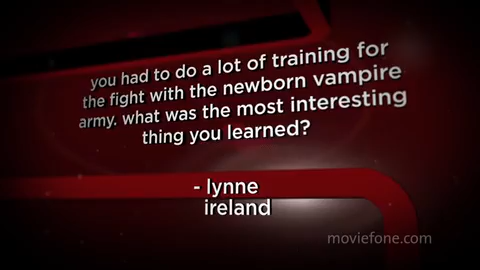 you had to do a lot of training for
the fight with the newborn vampire
army. what was the most interesting
thing you learned?
- lynne
ireland
moviefone.com